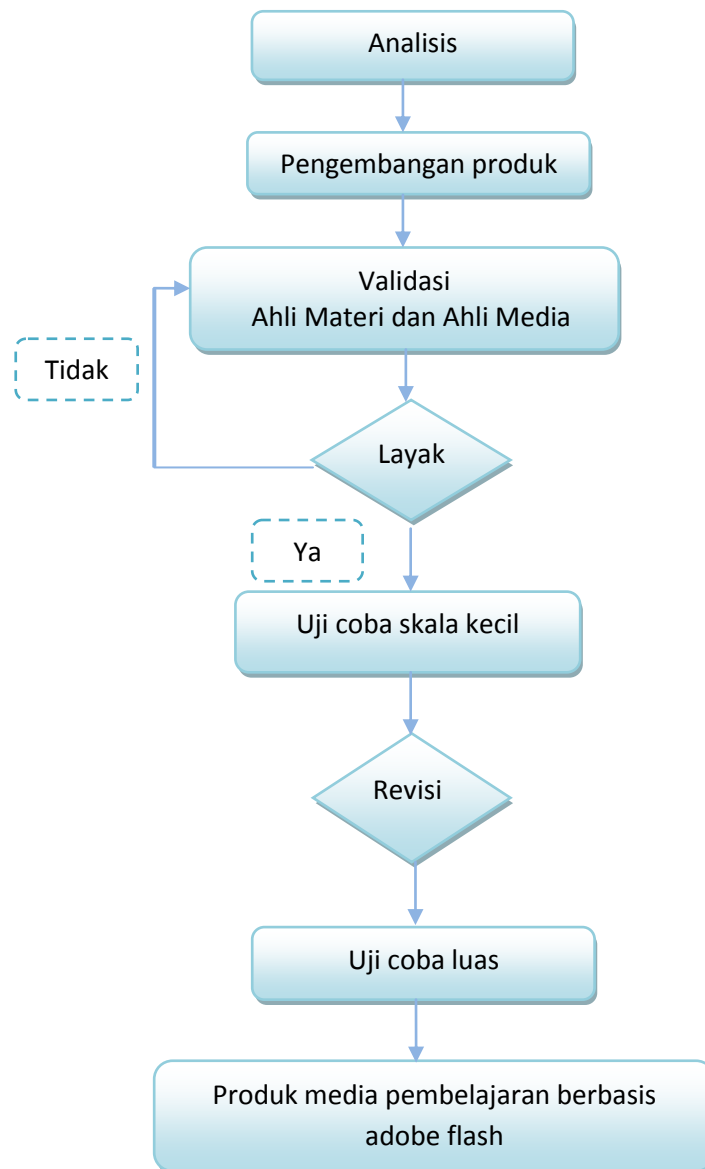 Analisis
Pengembangan produk
Validasi
Ahli Materi dan Ahli Media
Tidak
Layak
Ya
Uji coba skala kecil
Revisi
Uji coba luas
Produk media pembelajaran berbasis
adobe flash